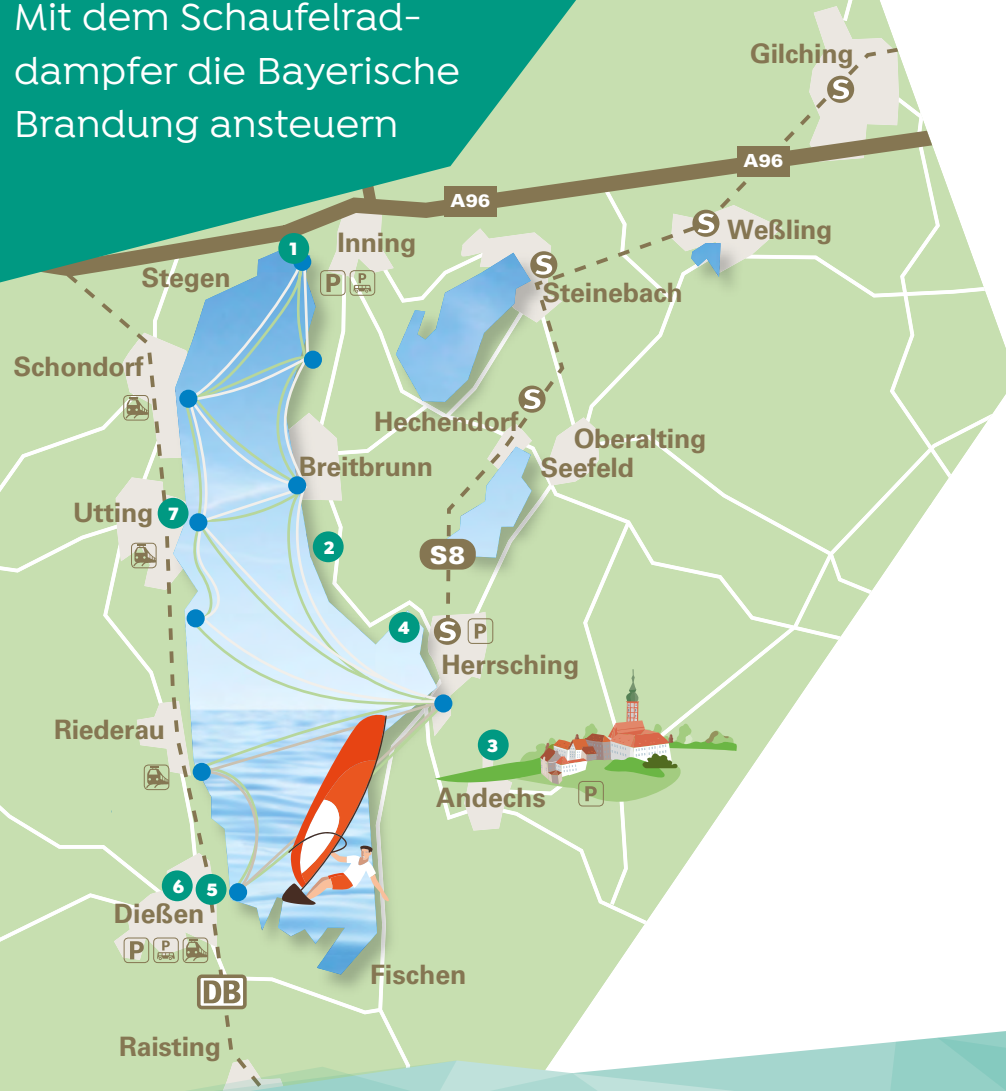 Mit dem Schaufelrad-
dampfer die Bayerische
Brandung ansteuern
Gilching
S
A96
A96
S
Weßling
1
Inning
Stegen
P
P
S
Steinebach
Schondorf
S
Hechendorf
Oberalting
Seefeld
Breitbrunn
Utting
7
2
S8
4
S
P
Herrsching
Riederau
3
Andechs
P
6
5
Dießen
P
P
Fischen
DB
Raisting